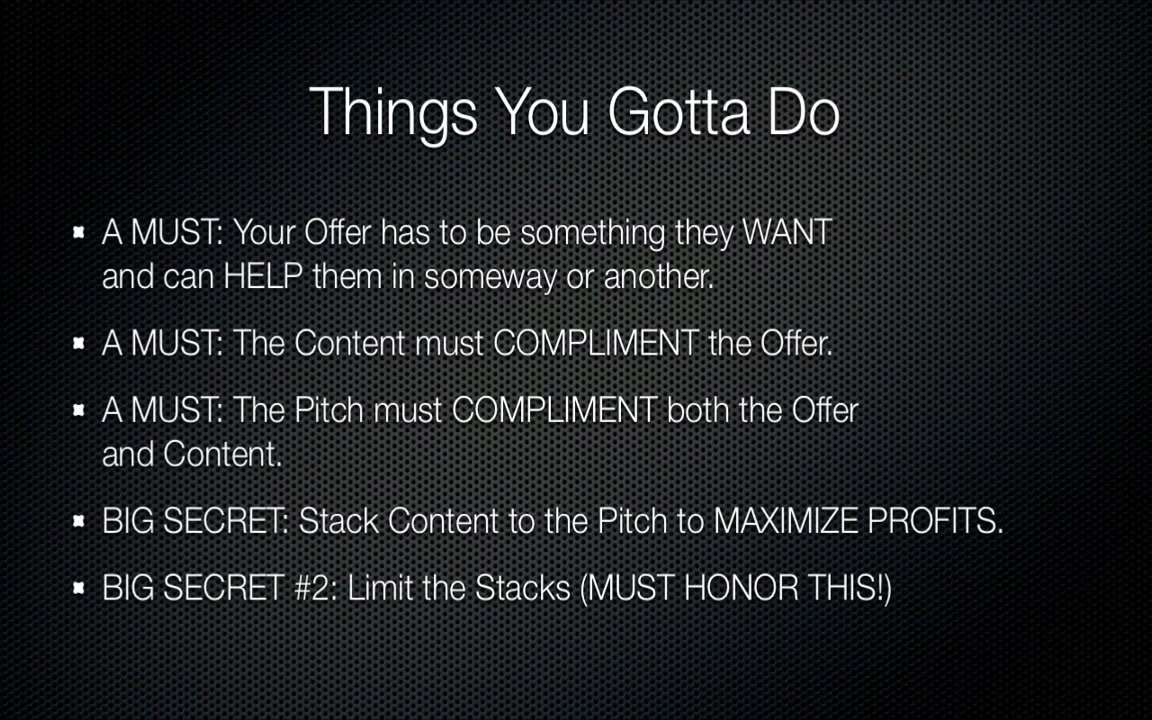 Things You Gotta Do
A MUST: Your Offer has to be something they WANT
and can HELP them in someway or another.
A MUST: The Content must COMPLIMENT the Offer.
A MUST: The Pitch must COMPLIMENT both the Offer
and Content.
BIG SECRET: Stack Content to the Pitch to MAXIMIZE PROFITS.
BIG SECRET #2: Limit the Stacks (MUST HONOR THIS!)